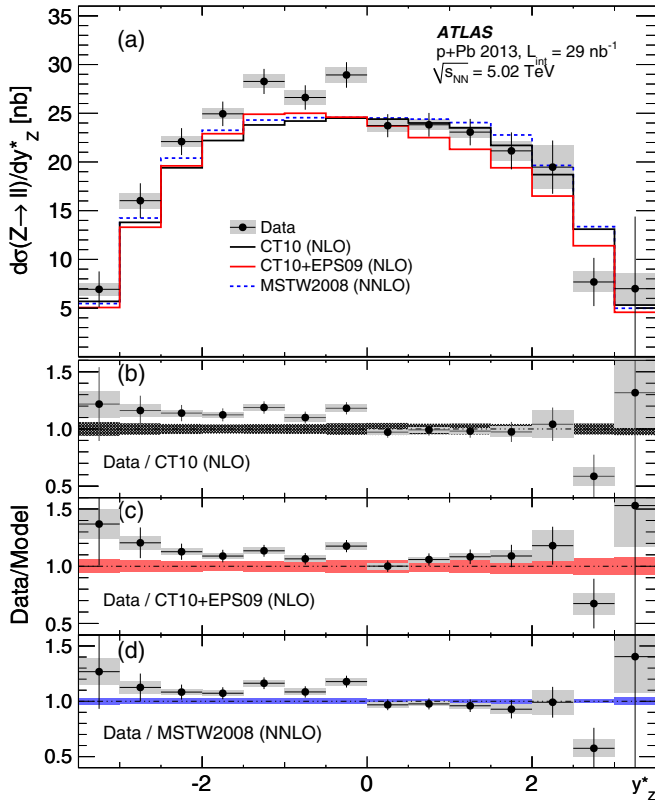 (a)
ATLAS
p+Pb 2013, L_int = 29 nb⁻¹
√s_NN = 5.02 TeV
dσ(Z→ ll)/dy*_Z [nb]
35
30
25
20
15
10
5
Data
CT10 (NLO)
CT10+EPS09 (NLO)
MSTW2008 (NNLO)
(b)
1.5
1.0
0.5
Data / CT10 (NLO)
Data/Model
(c)
1.5
1.0
0.5
Data / CT10+EPS09 (NLO)
(d)
1.5
1.0
0.5
Data / MSTW2008 (NNLO)
-2 0 2 y*_Z